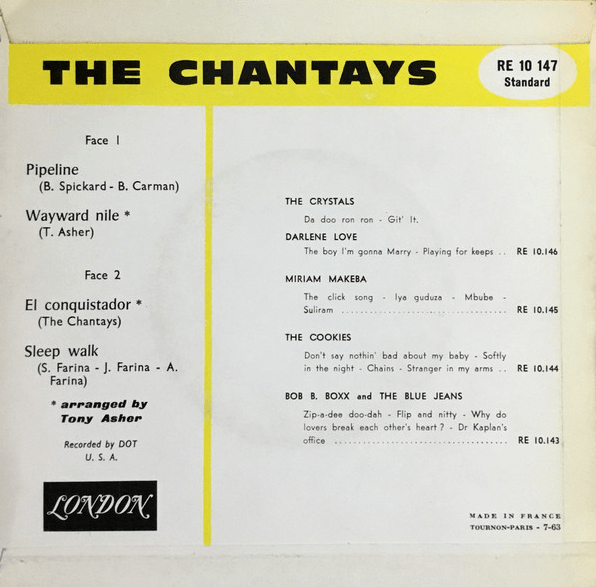 THE CHANTAYS
RE 10 147
Standard
Face 1
Pipeline
(B. Spickard - B. Carman)
Wayward nile *
(T. Asher)
Face 2
El conquistador *
(The Chantays)
Sleep walk
(S. Farina - J. Farina - A.
Farina)
* arranged by
Tony Asher
Recorded by DOT
U. S. A.
LONDON
THE CRYSTALS
Da doo ron ron - Git' It.
DARLENE LOVE
The boy I'm gonna Marry - Playing for keeps .. RE 10.146
MIRIAM MAKEBA
The click song - Iya guduza - Mbube -
Suliram ........................................ RE 10.145
THE COOKIES
Don't say nothin' bad about my baby - Softly
in the night - Chains - Stranger in my arms .. RE 10.144
BOB B. BOXX and THE BLUE JEANS
Zip-a-dee doo-dah - Flip and nitty - Why do
lovers break each other's heart ? - Dr Kaplan's
office ........................................ RE 10.143
MADE IN FRANCE
TOURNON-PARIS - 7-63